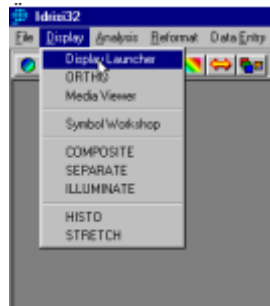 Idrisi32
File Display Analysis Reformat Data Entry
Display Launcher
ORTHO
Media Viewer
Symbol Workshop
COMPOSITE
SEPARATE
ILLUMINATE
HISTO
STRETCH